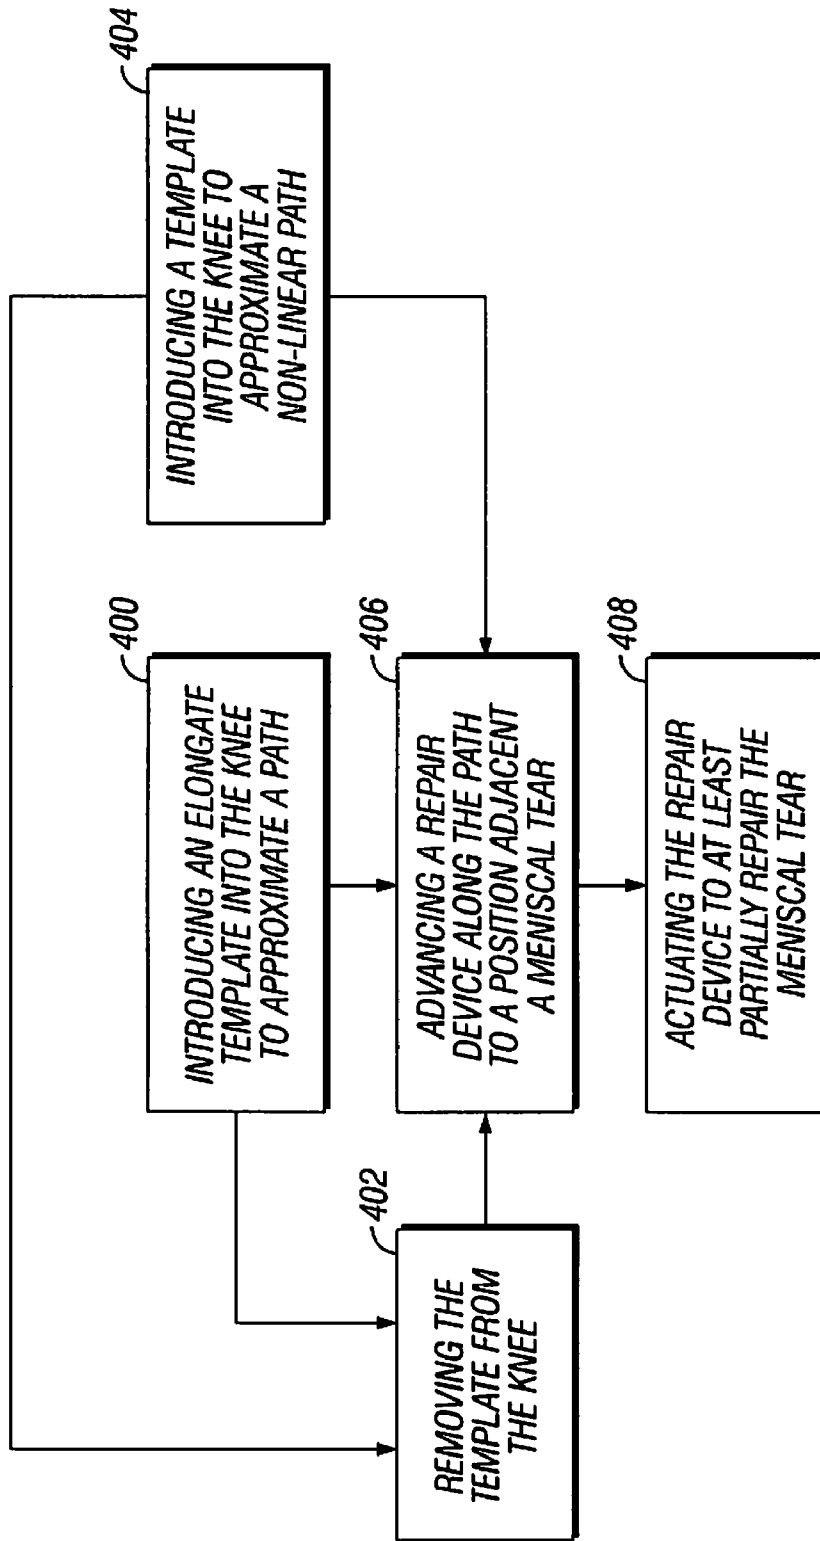 400
INTRODUCING AN ELONGATE
TEMPLATE INTO THE KNEE
TO APPROXIMATE A PATH
404
INTRODUCING A TEMPLATE
INTO THE KNEE TO
APPROXIMATE A
NON-LINEAR PATH
402
REMOVING THE
TEMPLATE FROM
THE KNEE
406
ADVANCING A REPAIR
DEVICE ALONG THE PATH
TO A POSITION ADJACENT
A MENISCAL TEAR
408
ACTUATING THE REPAIR
DEVICE TO AT LEAST
PARTIALLY REPAIR THE
MENISCAL TEAR